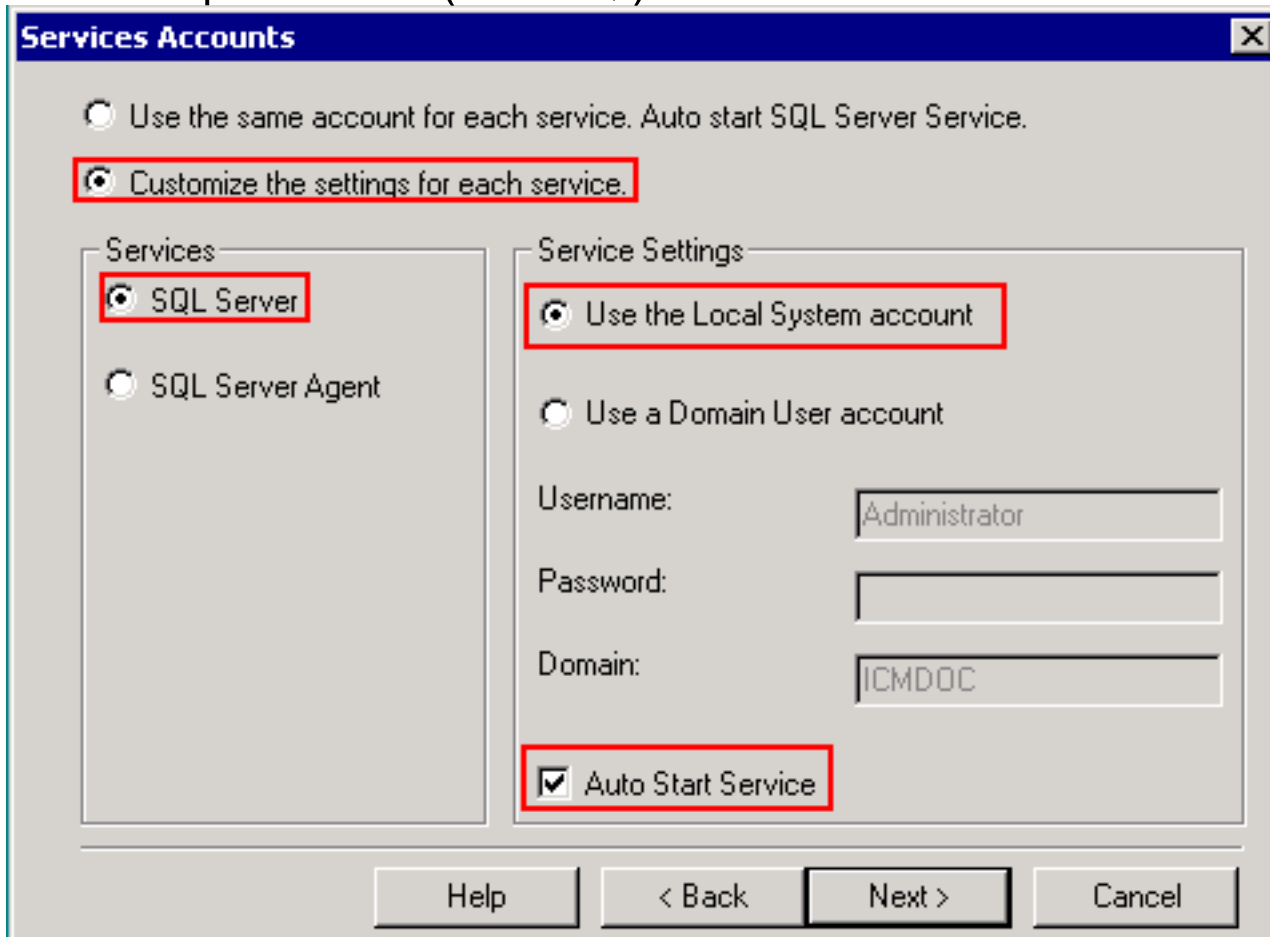 Services Accounts
Use the same account for each service. Auto start SQL Server Service.
Customize the settings for each service.
Services
SQL Server
SQL Server Agent
Service Settings
Use the Local System account
Use a Domain User account
Username:
Administrator
Password:
Domain:
ICMDOC
Auto Start Service
Help
< Back
Next >
Cancel